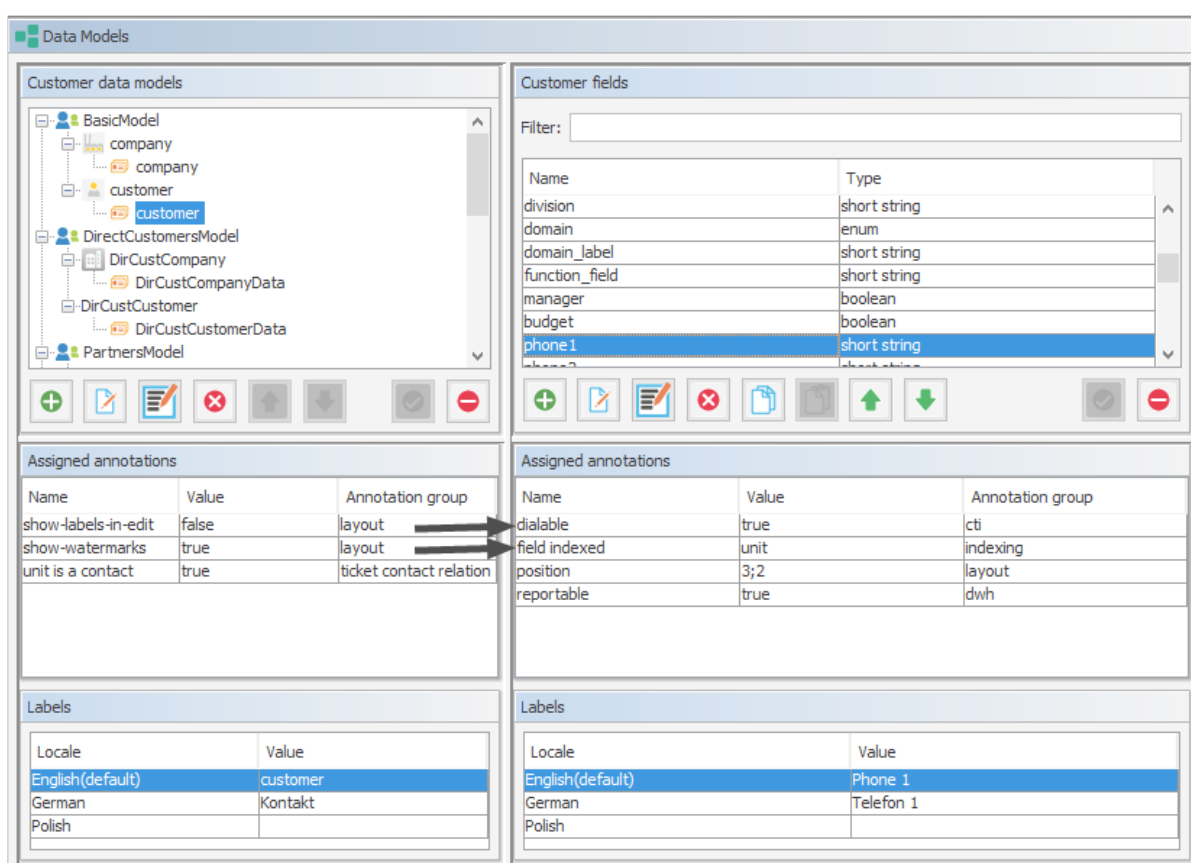 Data Models
Customer data models
BasicModel
company
company
customer
customer
DirectCustomersModel
DirCustCompany
DirCustCompanyData
DirCustCustomer
DirCustCustomerData
PartnersModel
Customer fields
Filter:
Name Type
division short string
domain enum
domain_label short string
function_field short string
manager boolean
budget boolean
phone1 short string
Assigned annotations
Name Value Annotation group
show-labels-in-edit false layout
show-watermarks true layout
unit is a contact true ticket contact relation
Assigned annotations
Name Value Annotation group
dialable true cti
field indexed unit indexing
position 3;2 layout
reportable true dwh
Labels
Locale Value
English(default) customer
German Kontakt
Polish
Labels
Locale Value
English(default) Phone 1
German Telefon 1
Polish